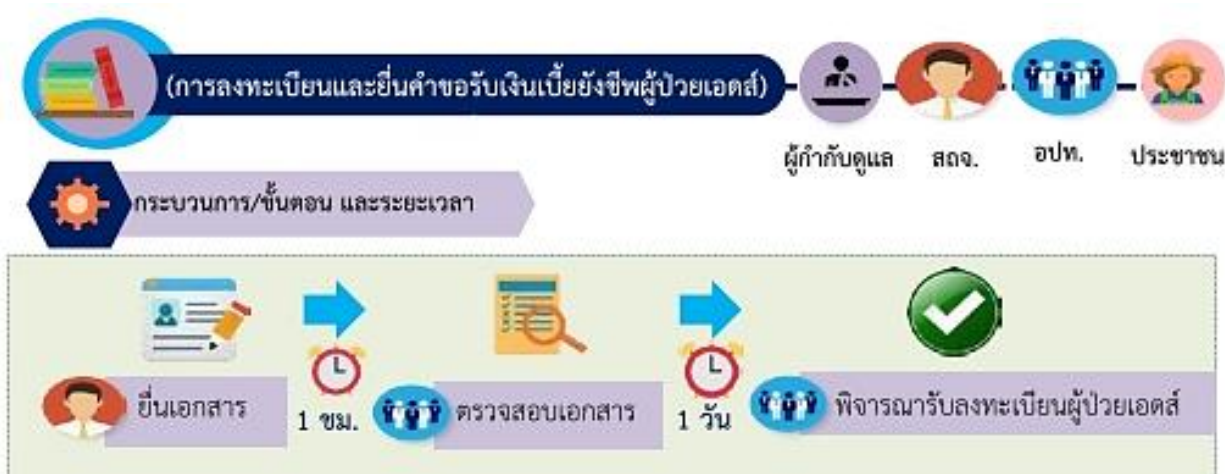 (การลงทะเบียนและยื่นคำขอรับเงินเบี้ยยังชีพผู้ป่วยเอดส์)
ผู้กำกับดูแล สถจ. อปท. ประชาชน
กระบวนการ/ขั้นตอน และระยะเวลา
ยื่นเอกสาร 1 ชม. ตรวจสอบเอกสาร 1 วัน พิจารณารับลงทะเบียนผู้ป่วยเอดส์